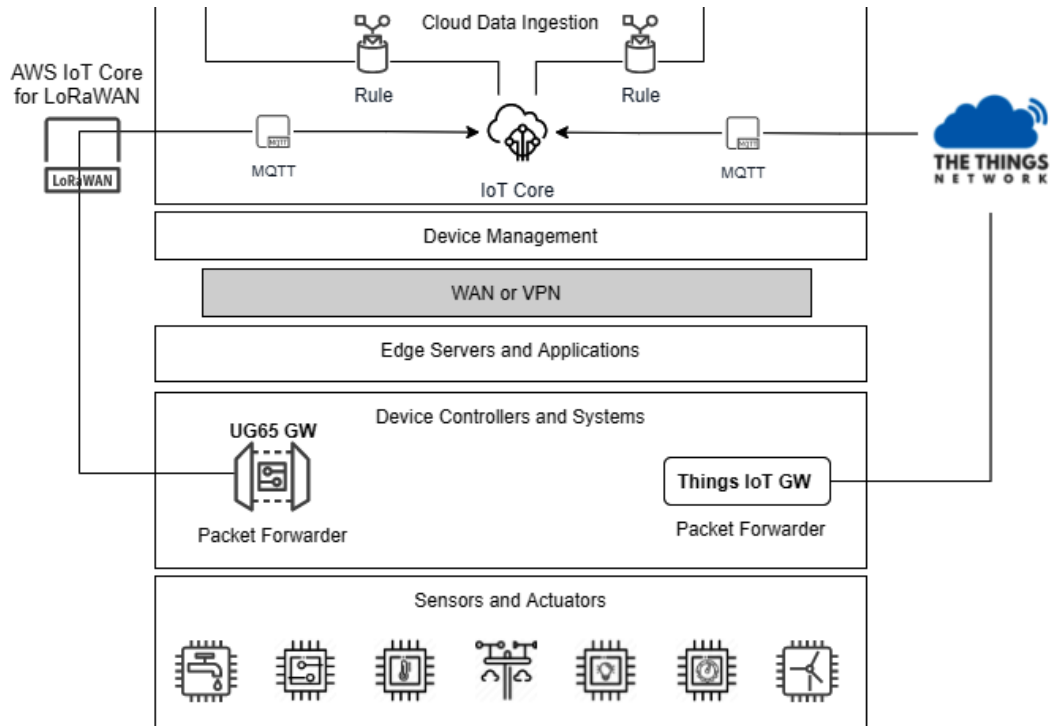 Cloud Data Ingestion
AWS IoT Core
for LoRaWAN
Rule
Rule
LoRaWAN
MQTT
MQTT
MQTT
MQTT
IoT Core
THE THINGS
NETWORK
Device Management
WAN or VPN
Edge Servers and Applications
Device Controllers and Systems
UG65 GW
Packet Forwarder
Things IoT GW
Packet Forwarder
Sensors and Actuators